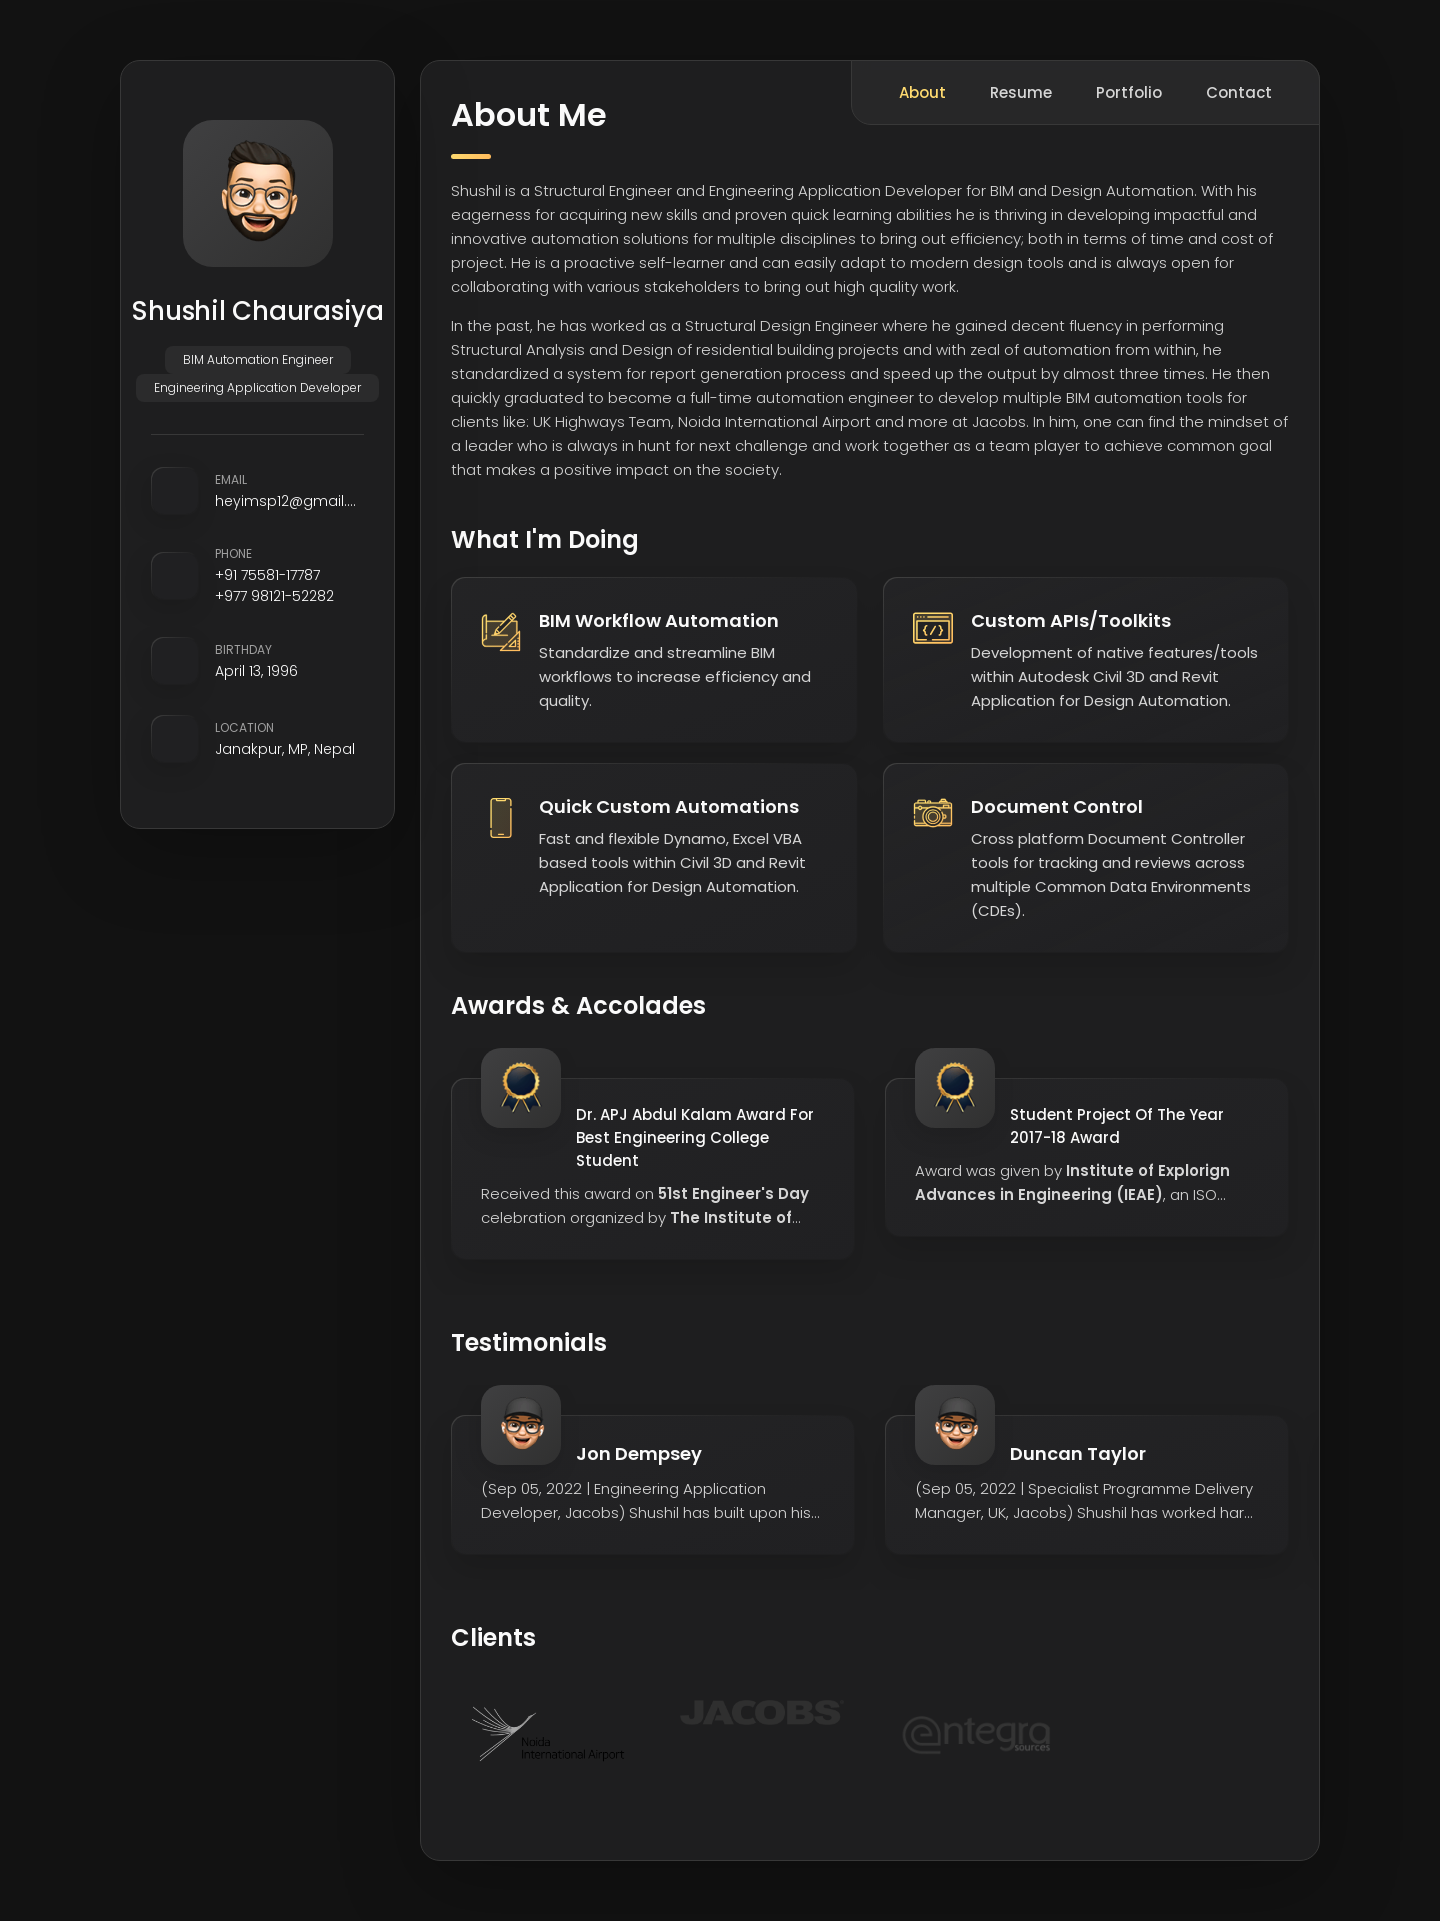 Shushil Chaurasiya
BIM Automation Engineer
Engineering Application Developer
EMAIL
heyimsp12@gmail....
PHONE
+91 75581-17787
+977 98121-52282
BIRTHDAY
April 13, 1996
LOCATION
Janakpur, MP, Nepal
About
Resume
Portfolio
Contact
About Me
Shushil is a Structural Engineer and Engineering Application Developer for BIM and Design Automation. With his
eagerness for acquiring new skills and proven quick learning abilities he is thriving in developing impactful and
innovative automation solutions for multiple disciplines to bring out efficiency; both in terms of time and cost of
project. He is a proactive self-learner and can easily adapt to modern design tools and is always open for
collaborating with various stakeholders to bring out high quality work.
In the past, he has worked as a Structural Design Engineer where he gained decent fluency in performing
Structural Analysis and Design of residential building projects and with zeal of automation from within, he
standardized a system for report generation process and speed up the output by almost three times. He then
quickly graduated to become a full-time automation engineer to develop multiple BIM automation tools for
clients like: UK Highways Team, Noida International Airport and more at Jacobs. In him, one can find the mindset of
a leader who is always in hunt for next challenge and work together as a team player to achieve common goal
that makes a positive impact on the society.
What I'm Doing
BIM Workflow Automation
Standardize and streamline BIM
workflows to increase efficiency and
quality.
Custom APIs/Toolkits
Development of native features/tools
within Autodesk Civil 3D and Revit
Application for Design Automation.
Quick Custom Automations
Fast and flexible Dynamo, Excel VBA
based tools within Civil 3D and Revit
Application for Design Automation.
Document Control
Cross platform Document Controller
tools for tracking and reviews across
multiple Common Data Environments
(CDEs).
Awards & Accolades
Dr. APJ Abdul Kalam Award For
Best Engineering College
Student
Received this award on 51st Engineer's Day
celebration organized by The Institute of...
Student Project Of The Year
2017-18 Award
Award was given by Institute of Explorign
Advances in Engineering (IEAE), an ISO...
Testimonials
Jon Dempsey
(Sep 05, 2022 | Engineering Application
Developer, Jacobs) Shushil has built upon his...
Duncan Taylor
(Sep 05, 2022 | Specialist Programme Delivery
Manager, UK, Jacobs) Shushil has worked har...
Clients
Noida
International Airport
JACOBS
entegra
sources